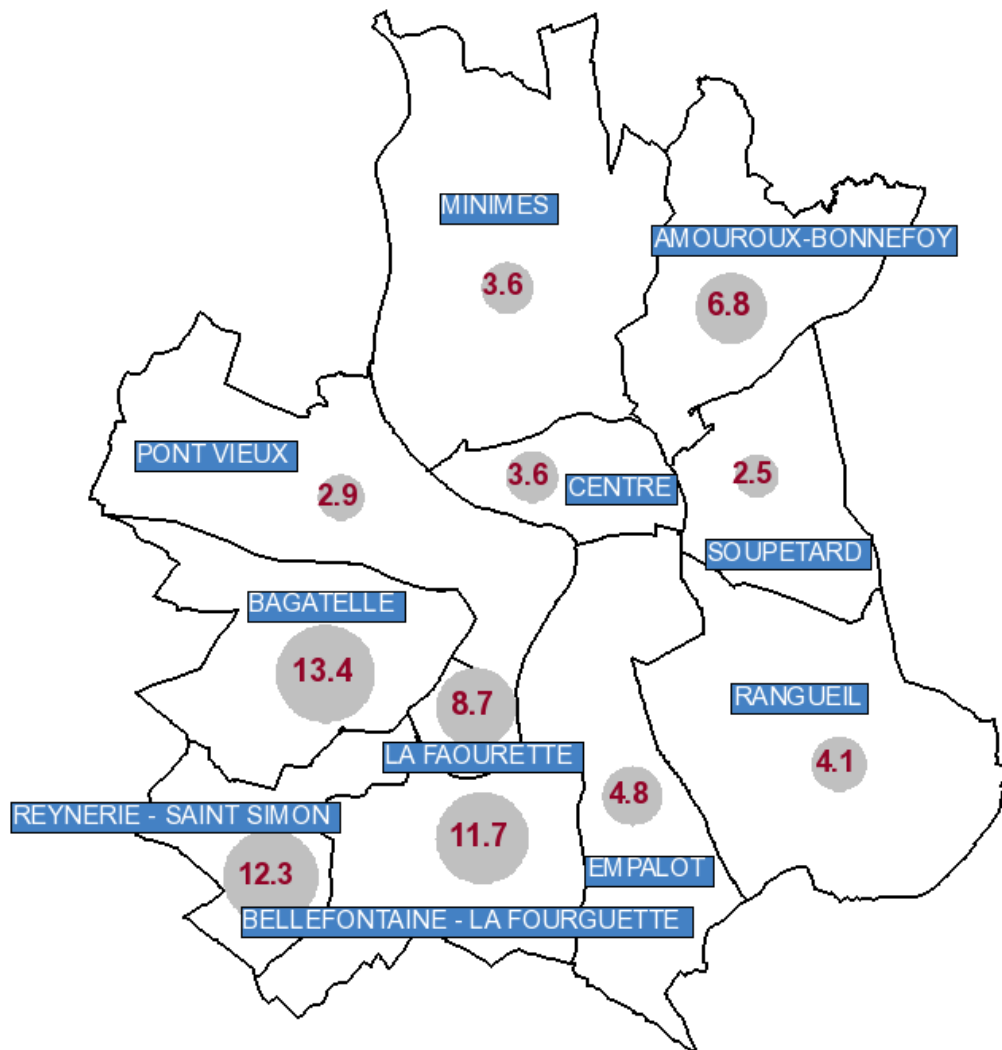 MINIMES
AMOUROUX-BONNEFOY
3.6
6.8
PONT VIEUX
2.9
3.6
CENTRE
2.5
SOUPETARD
BAGATELLE
13.4
8.7
LA FAOURETTE
RANGUEIL
4.1
4.8
EMPALOT
REYNERIE - SAINT SIMON
12.3
11.7
BELLEFONTAINE - LA FOURGUETTE